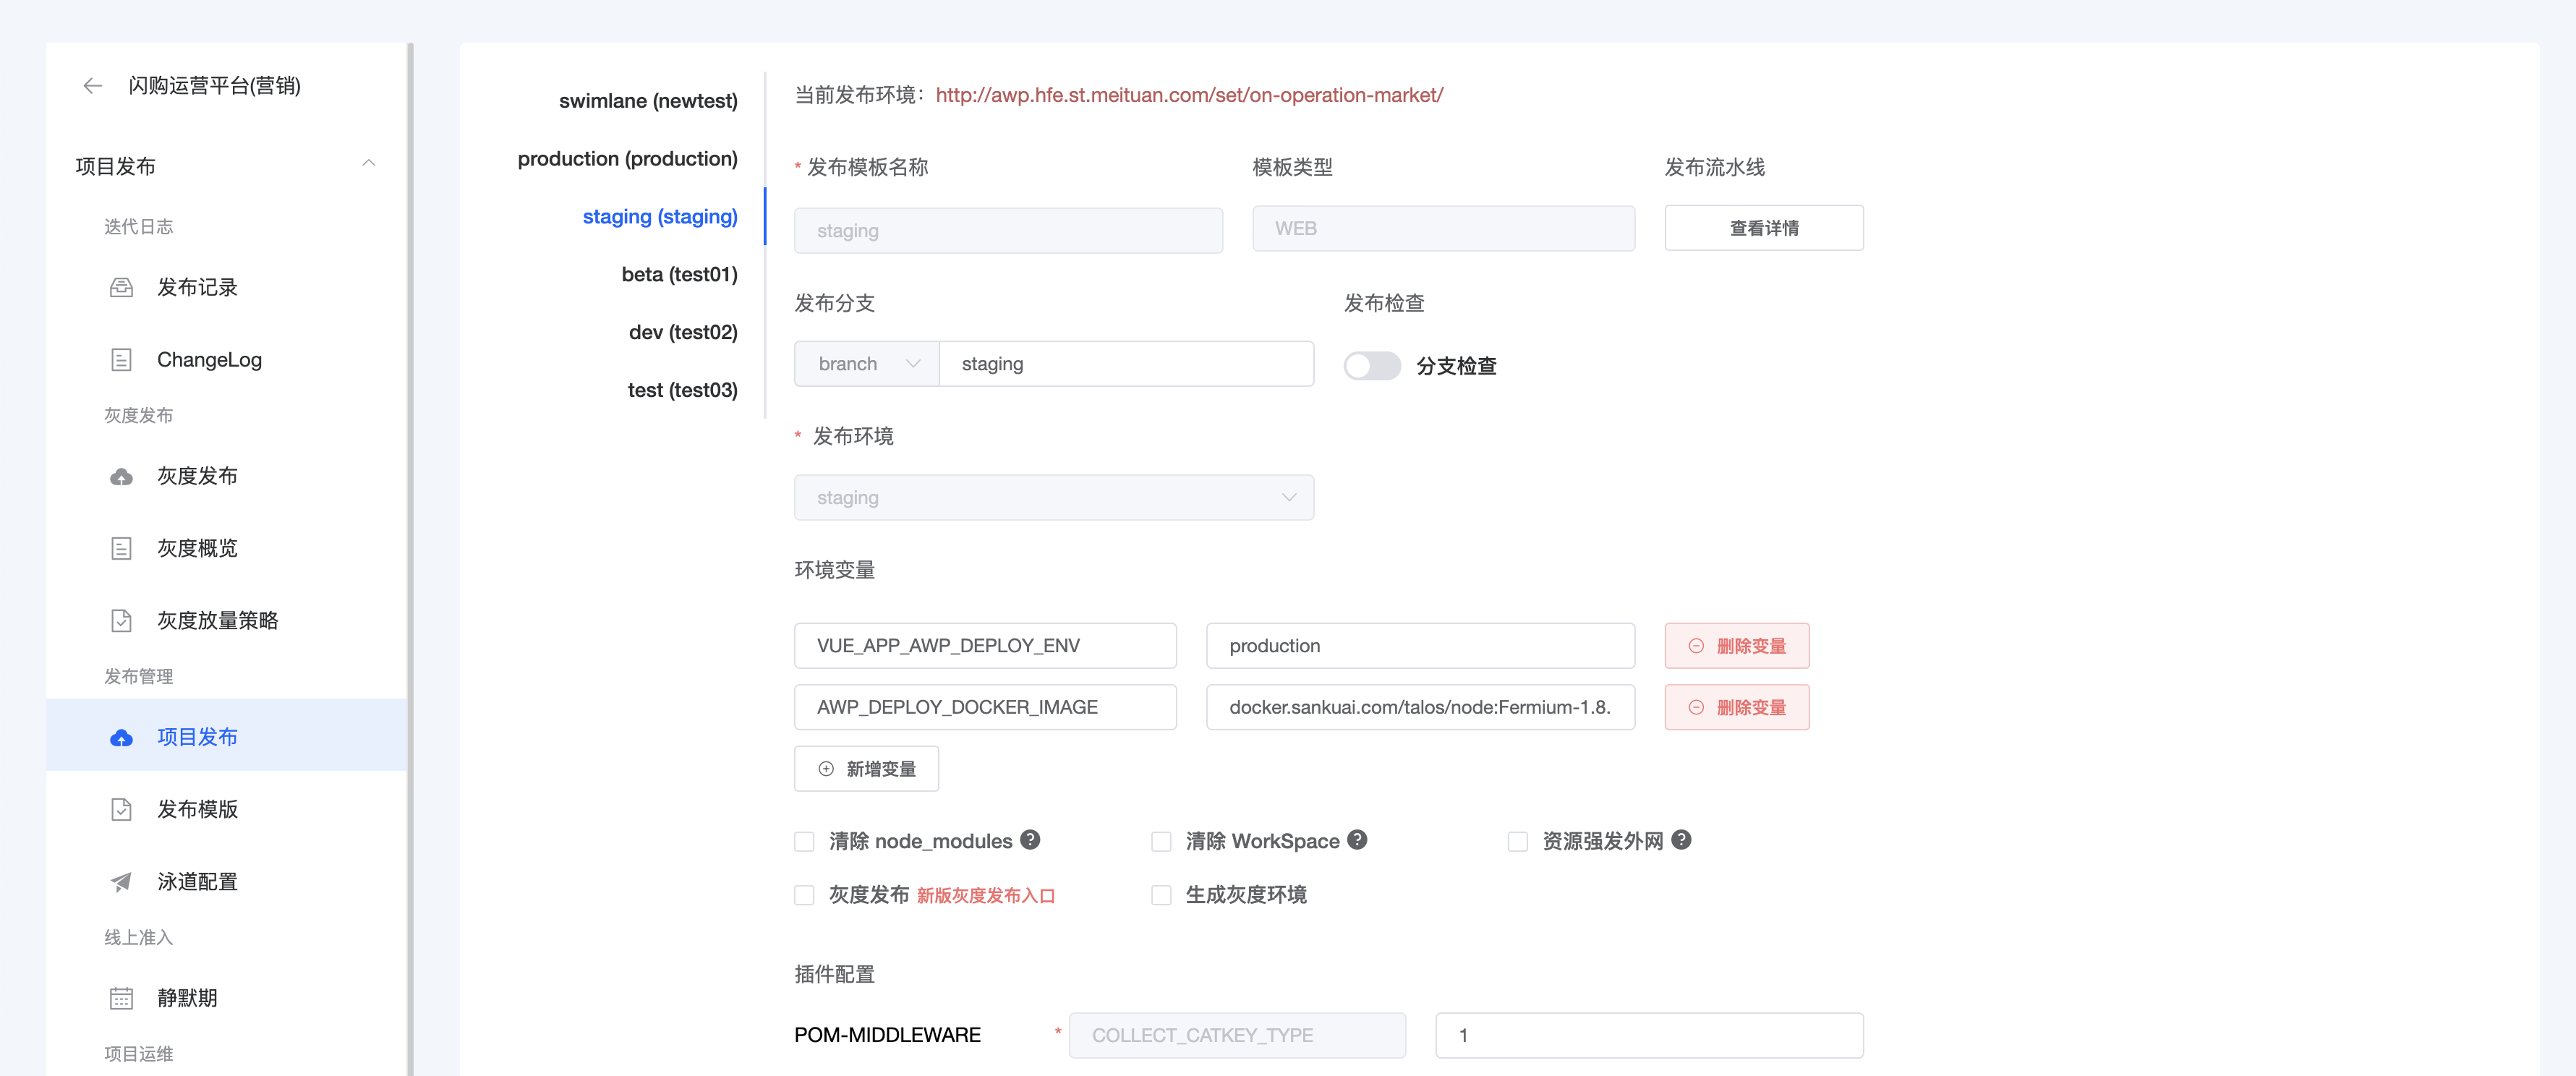 闪购运营平台(营销)
项目发布
迭代日志
发布记录
ChangeLog
灰度发布
灰度发布
灰度概览
灰度放量策略
发布管理
项目发布
发布模版
泳道配置
线上准入
静默期
项目运维
swimlane (newtest)
production (production)
staging (staging)
beta (test01)
dev (test02)
test (test03)
当前发布环境：http://awp.hfe.st.meituan.com/set/on-operation-market/
* 发布模板名称 模板类型 发布流水线
staging WEB 查看详情
发布分支 发布检查
branch staging 分支检查
* 发布环境
staging
环境变量
VUE_APP_AWP_DEPLOY_ENV production 删除变量
AWP_DEPLOY_DOCKER_IMAGE docker.sankuai.com/talos/node:Fermium-1.8. 删除变量
新增变量
清除 node_modules ? 清除 WorkSpace ? 资源强发外网 ?
灰度发布 新版灰度发布入口 生成灰度环境
插件配置
POM-MIDDLEWARE * COLLECT_CATKEY_TYPE 1